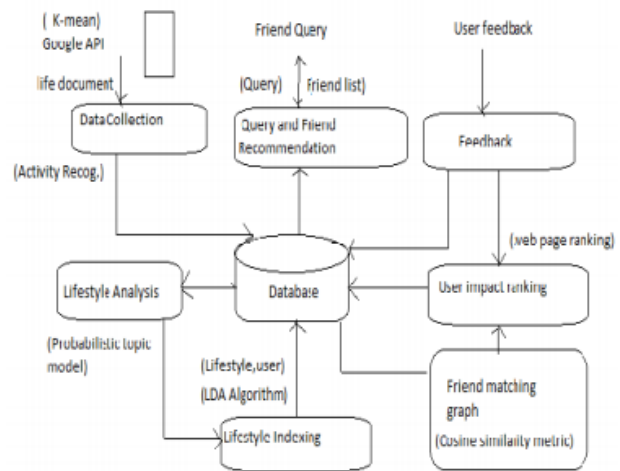 ( K-mean)
Google API
life document
DataCollection
(Activity Recog.)
Friend Query
(Query)
Friend list)
Query and Friend
Recommendation
User feedback
Feedback
(.web page ranking)
Lifestyle Analysis
(Probabilistic topic
model)
Database
User impact ranking
(Lifestyle,user)
(LDA Algorithm)
Lifestyle Indexing
Friend matching
graph
(Cosine similarity metric)